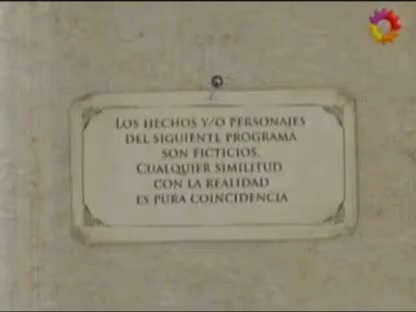 LOS HECHOS Y/O PERSONAJES
DEL SIGUIENTE PROGRAMA
SON FICTICIOS.
CUALQUIER SIMILITUD
CON LA REALIDAD
ES PURA COINCIDENCIA